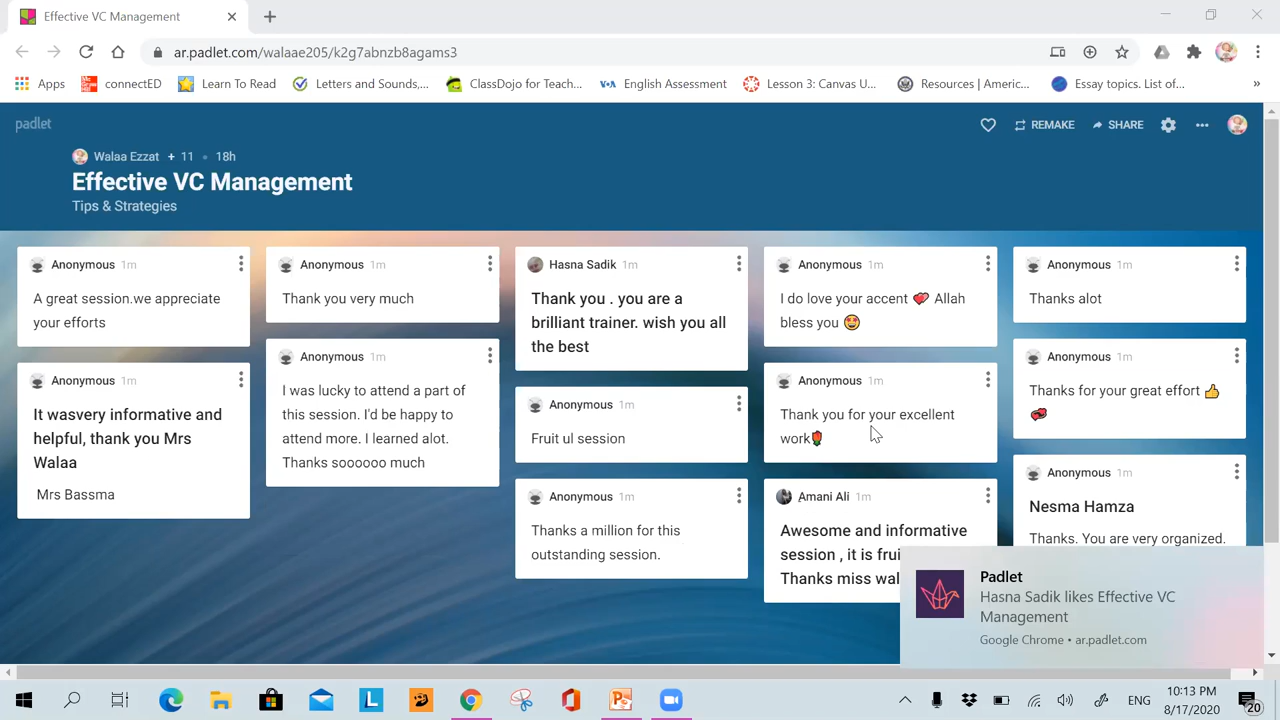 Effective VC Management
ar.padlet.com/walaae205/k2g7abnzb8agams3
Apps
connectED
Learn To Read
Letters and Sounds,...
ClassDojo for Teach...
VOA
English Assessment
Lesson 3: Canvas U...
Resources | Americ...
Essay topics. List of...
»
padlet
REMAKE
SHARE
Walaa Ezzat + 11 • 18h
Effective VC Management
Tips & Strategies
Anonymous 1m
A great session.we appreciate
your efforts
Anonymous 1m
It wasvery informative and
helpful, thank you Mrs
Walaa
Mrs Bassma
Anonymous 1m
Thank you very much
Anonymous 1m
I was lucky to attend a part of
this session. I'd be happy to
attend more. I learned alot.
Thanks soooooo much
Hasna Sadik 1m
Thank you . you are a
brilliant trainer. wish you all
the best
Anonymous 1m
Fruit ul session
Anonymous 1m
Thanks a million for this
outstanding session.
Anonymous 1m
I do love your accent 💓 Allah
bless you 🤩
Anonymous 1m
Thank you for your excellent
work🌹
Amani Ali 1m
Awesome and informative
session , it is frui
Thanks miss wal
Anonymous 1m
Thanks alot
Anonymous 1m
Thanks for your great effort 👍
💞
Anonymous 1m
Nesma Hamza
Thanks. You are very organized.
Padlet
Hasna Sadik likes Effective VC
Management
Google Chrome • ar.padlet.com
L
ENG
10:13 PM
8/17/2020
20